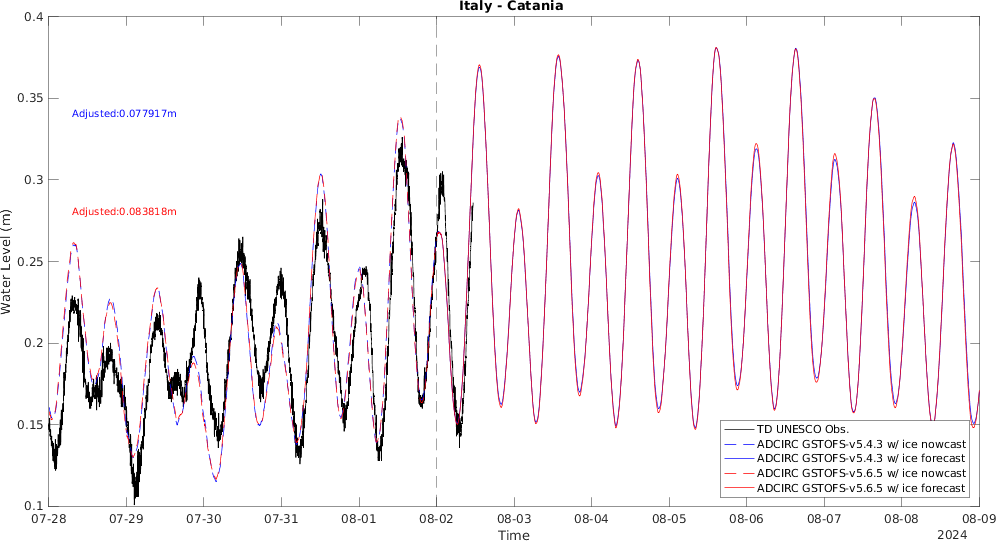 Italy - Catania
0.4
0.35
0.3
0.25
0.2
0.15
0.1
Water Level (m)
Adjusted:0.077917m
Adjusted:0.083818m
TD UNESCO Obs.
ADCIRC GSTOFS-v5.4.3 w/ ice nowcast
ADCIRC GSTOFS-v5.4.3 w/ ice forecast
ADCIRC GSTOFS-v5.6.5 w/ ice nowcast
ADCIRC GSTOFS-v5.6.5 w/ ice forecast
07-28 07-29 07-30 07-31 08-01 08-02 08-03 08-04 08-05 08-06 08-07 08-08 08-09
Time
2024